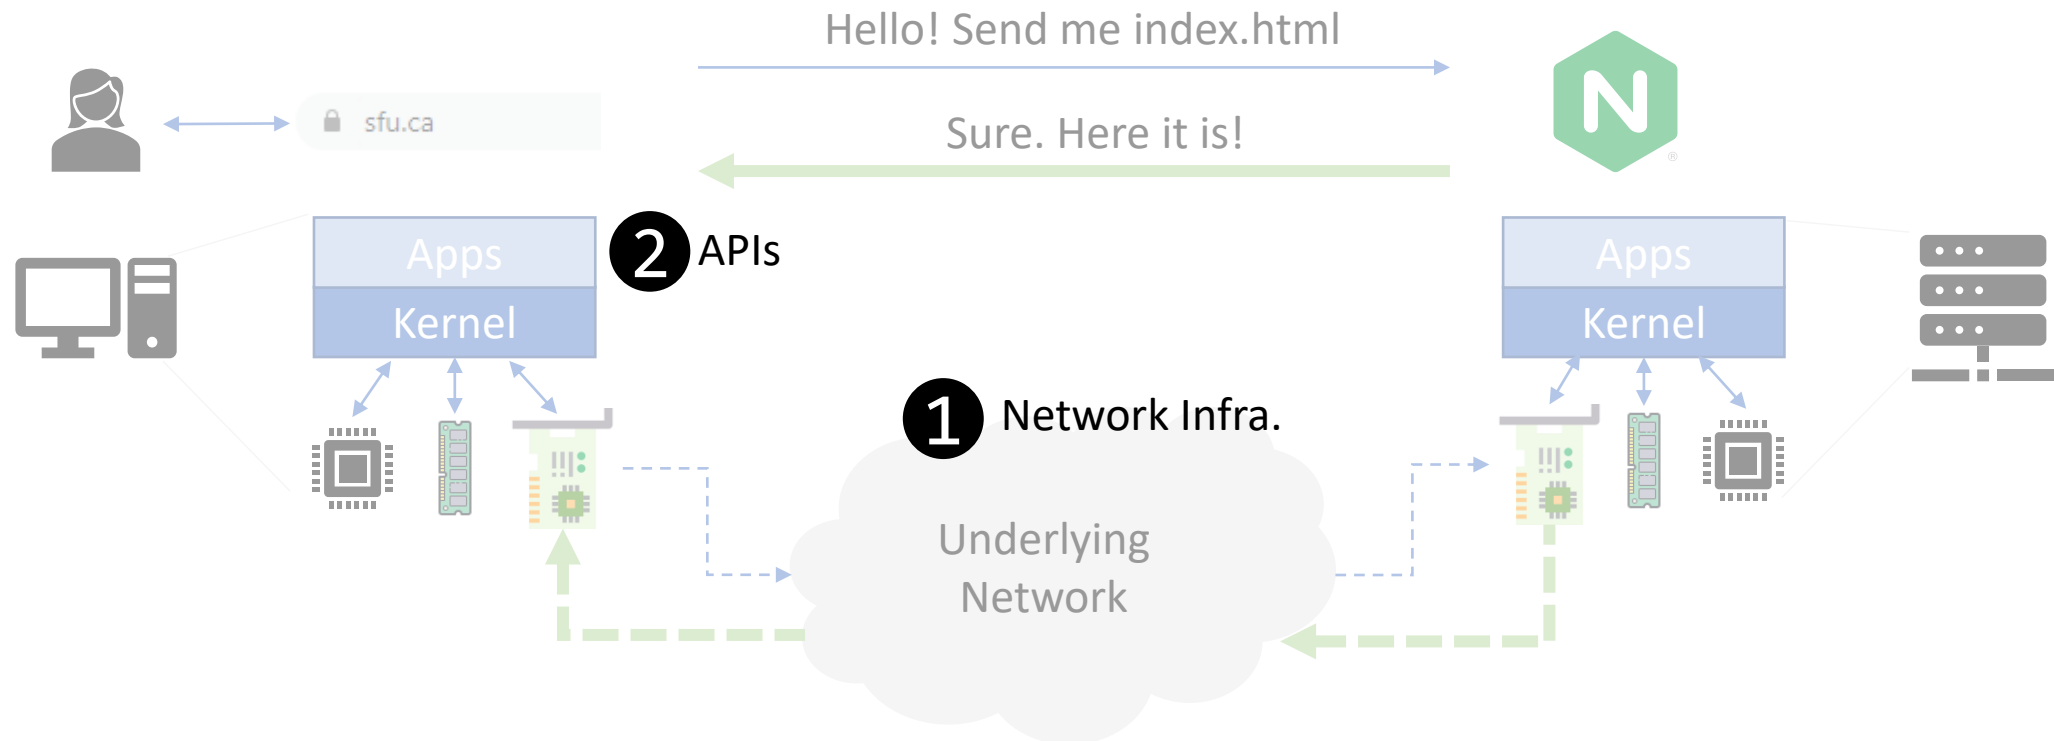 Hello! Send me index.html
N
®
sfu.ca
Sure. Here it is!
Apps
2 APIs
Apps
Kernel
Kernel
1 Network Infra.
Underlying
Network